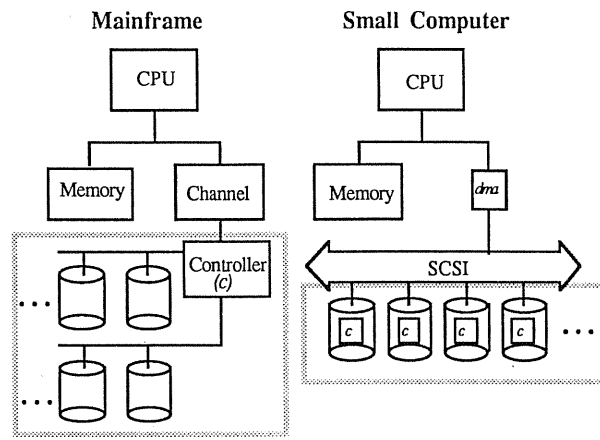 Mainframe
CPU
Memory
Channel
Controller
(c)
...
...
Small Computer
CPU
Memory
dma
SCSI
c
c
c
c
...